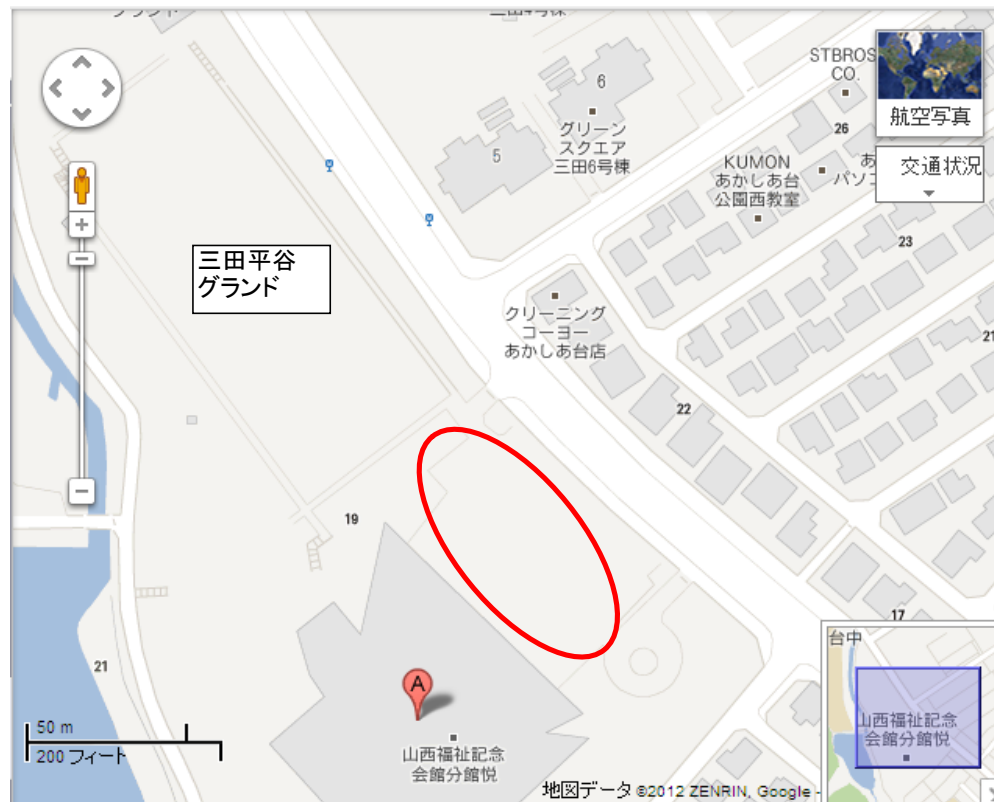 三田4号棟
STBROS
CO.
航空写真
交通状況
6
グリーン
スクエア
三田6号棟
5
26
KUMON
あかしあ台
公園西教室
あ
パソコ
三田平谷
グランド
23
クリーニング
コーヨー
あかしあ台店
21
22
19
17
台中
21
A
山西福祉記念
会館分館悦
山西福祉記念
会館分館悦
50 m
200 フィート
地図データ ©2012 ZENRIN, Google -